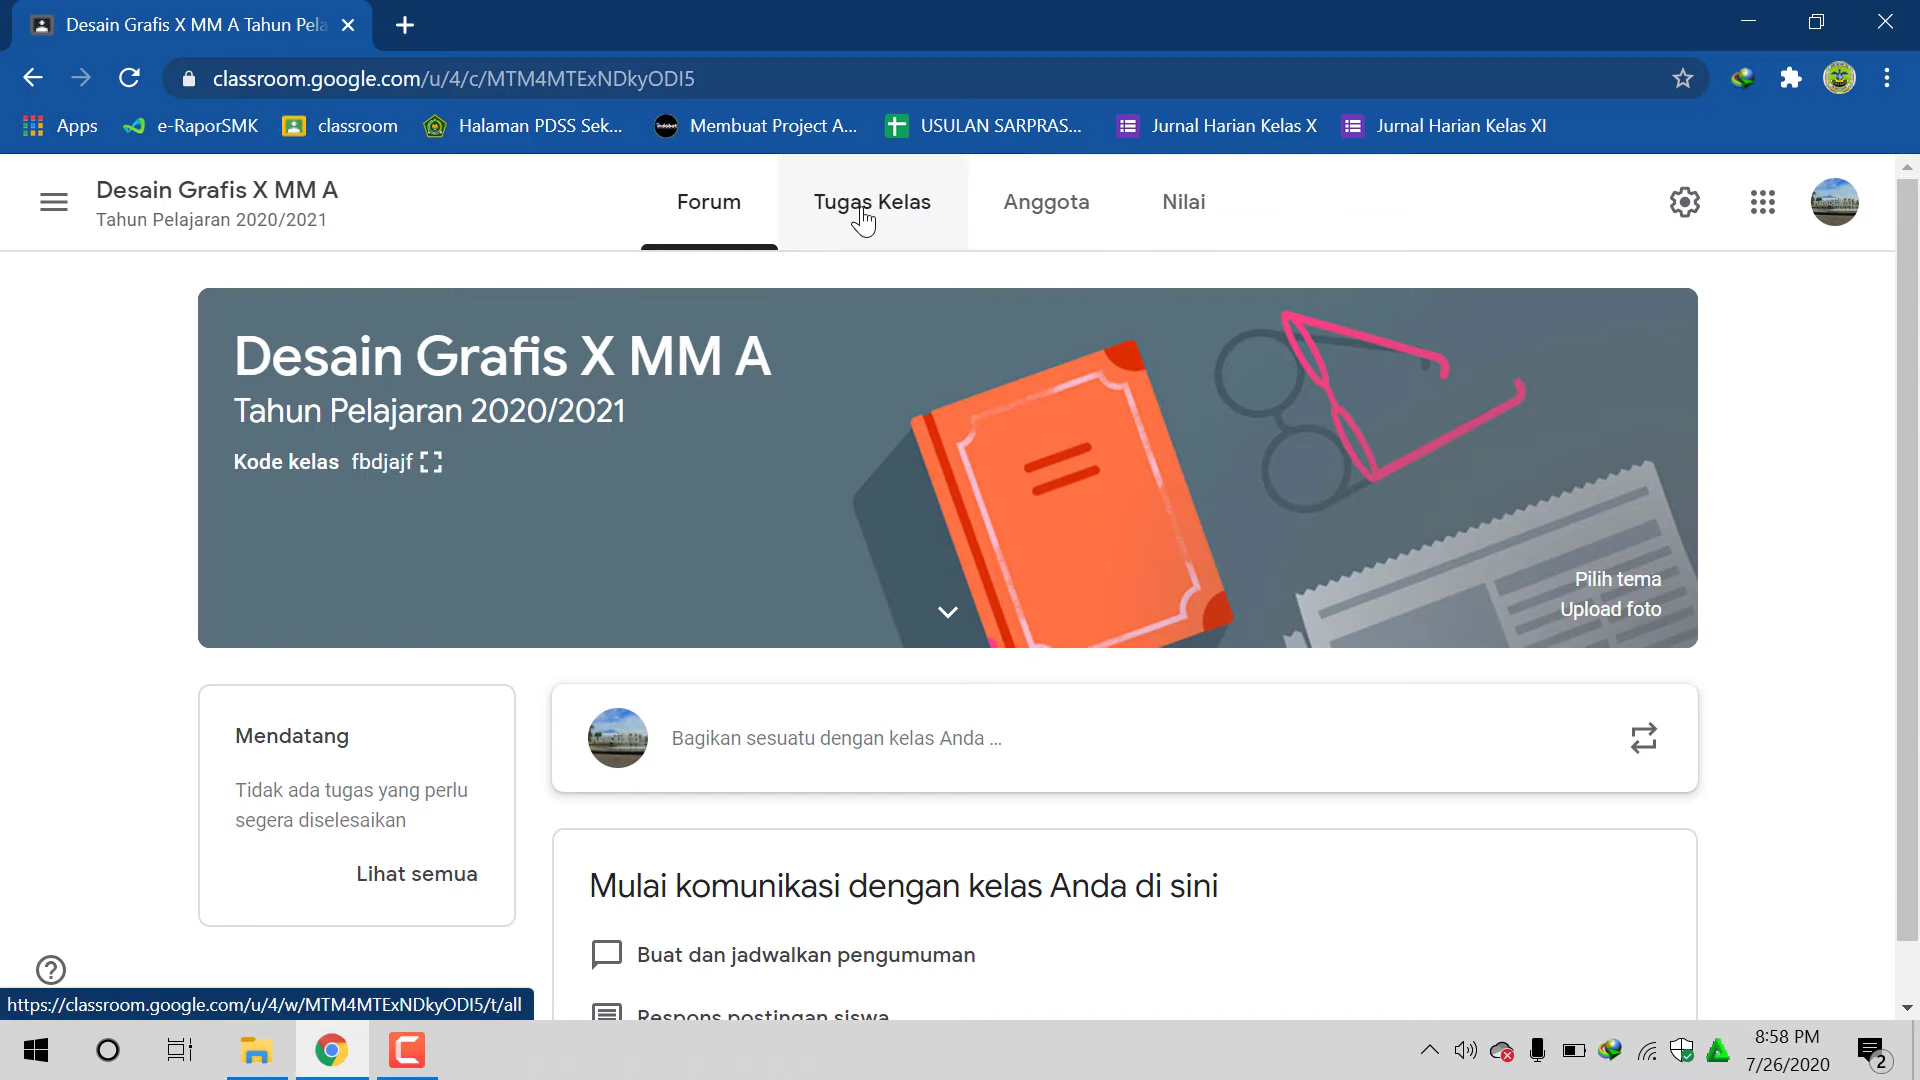 Desain Grafis X MM A Tahun Pela
classroom.google.com/u/4/c/MTM4MTExNDkyODI5
Apps
e-RaporSMK
classroom
Halaman PDSS Sek...
Membuat Project A...
USULAN SARPRAS...
Jurnal Harian Kelas X
Jurnal Harian Kelas XI
Desain Grafis X MM A
Tahun Pelajaran 2020/2021
Forum
Tugas Kelas
Anggota
Nilai
Desain Grafis X MM A
Tahun Pelajaran 2020/2021
Kode kelas fbdjajf
Pilih tema
Upload foto
Mendatang
Tidak ada tugas yang perlu
segera diselesaikan
Lihat semua
Bagikan sesuatu dengan kelas Anda ...
Mulai komunikasi dengan kelas Anda di sini
Buat dan jadwalkan pengumuman
Respons postingan siswa
https://classroom.google.com/u/4/w/MTM4MTExNDkyODI5/t/all
8:58 PM
7/26/2020
2